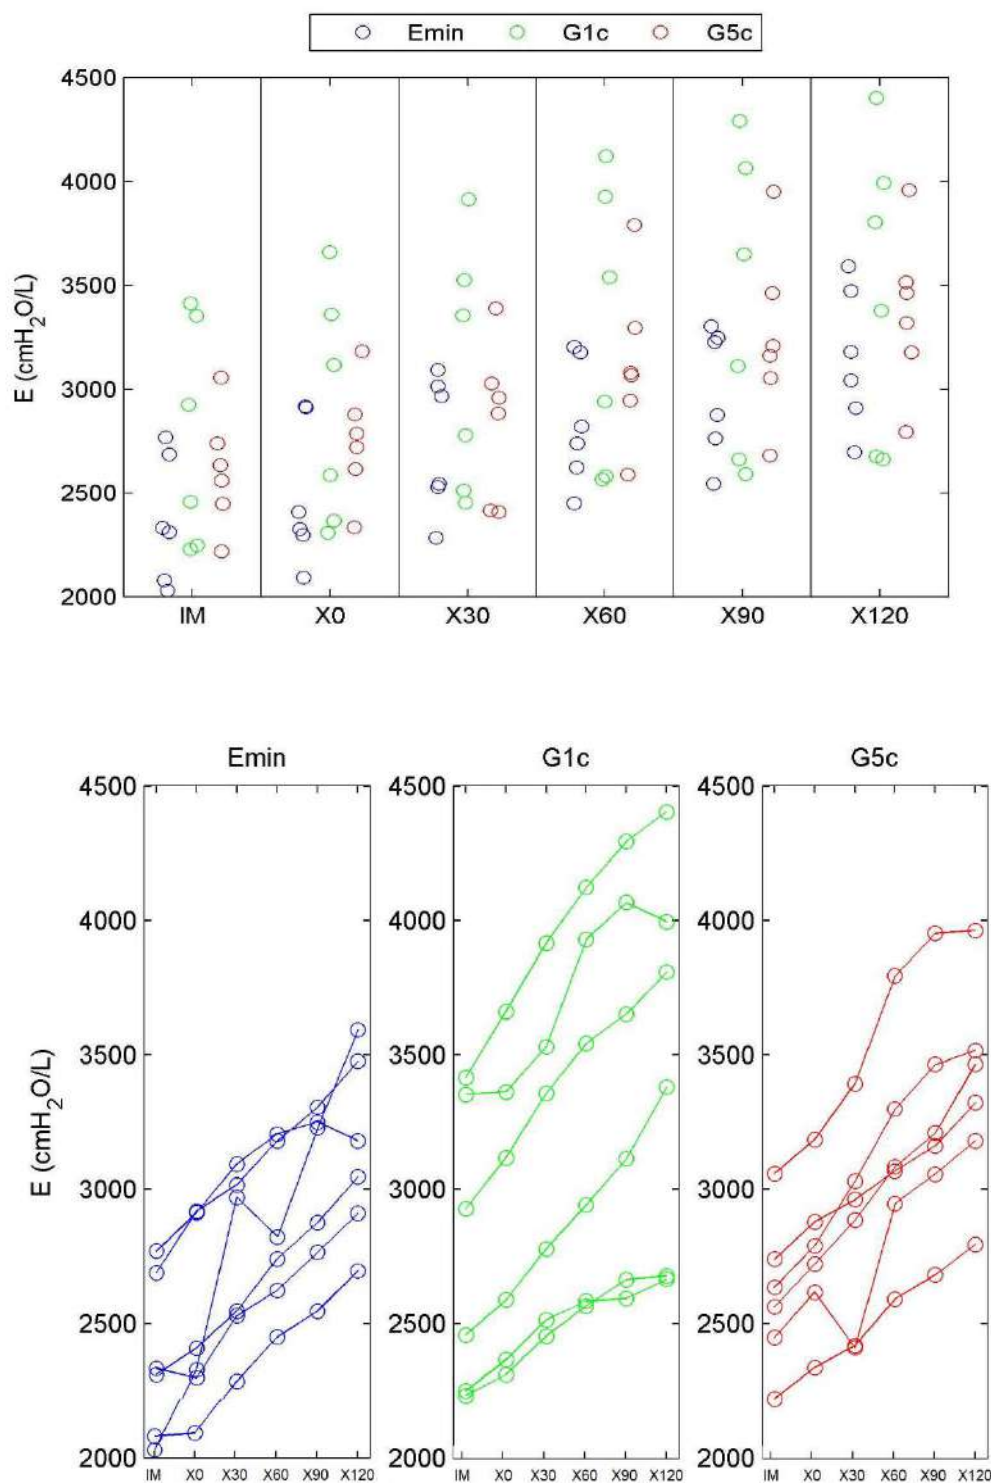 Emin G1c G5c
4500
4000
3500
3000
2500
2000
E (cmH₂O/L)
IM X0 X30 X60 X90 X120
Emin G1c G5c
4500 4500 4500
4000 4000 4000
3500 3500 3500
3000 3000 3000
2500 2500 2500
2000 2000 2000
E (cmH₂O/L)
IM X0 X30 X60 X90 X120 IM X0 X30 X60 X90 X120 IM X0 X30 X60 X90 X120